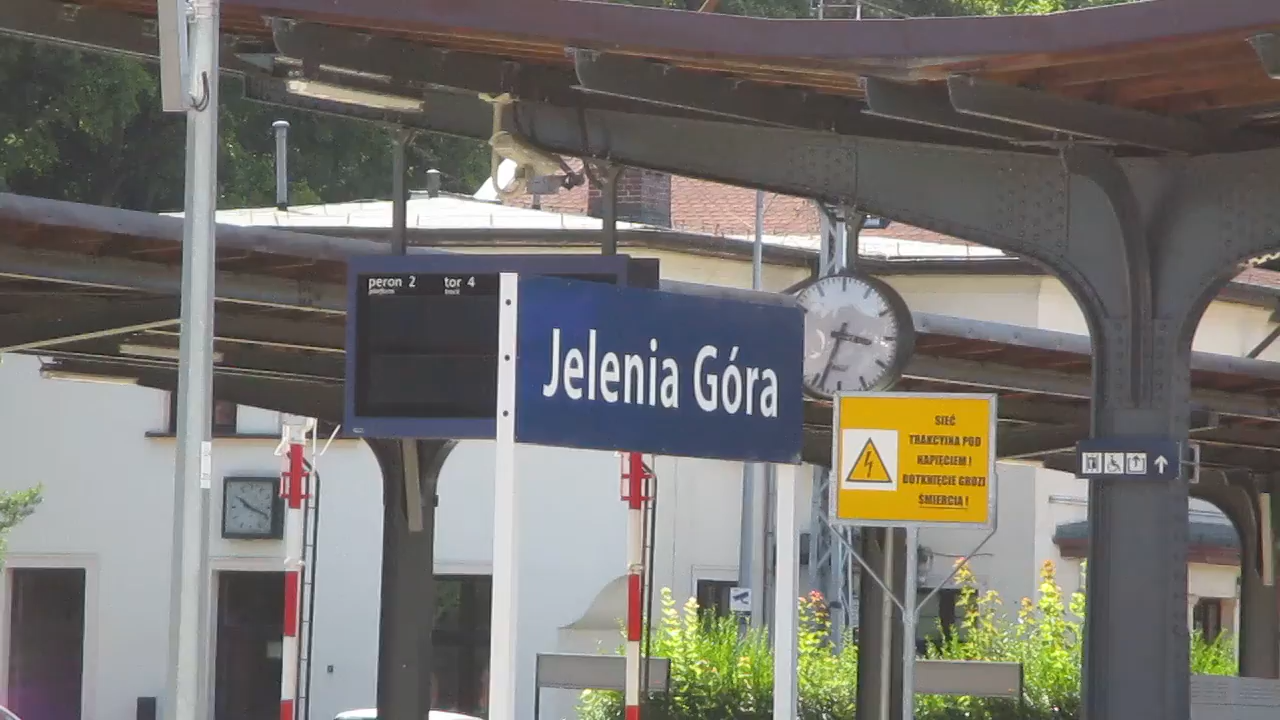 peron 2 tor 4
platform track
Jelenia Góra
SIEĆ
TRAKCYJNA POD
NAPIĘCIEM !
DOTKNIĘCIE GROZI
ŚMIERCIĄ !